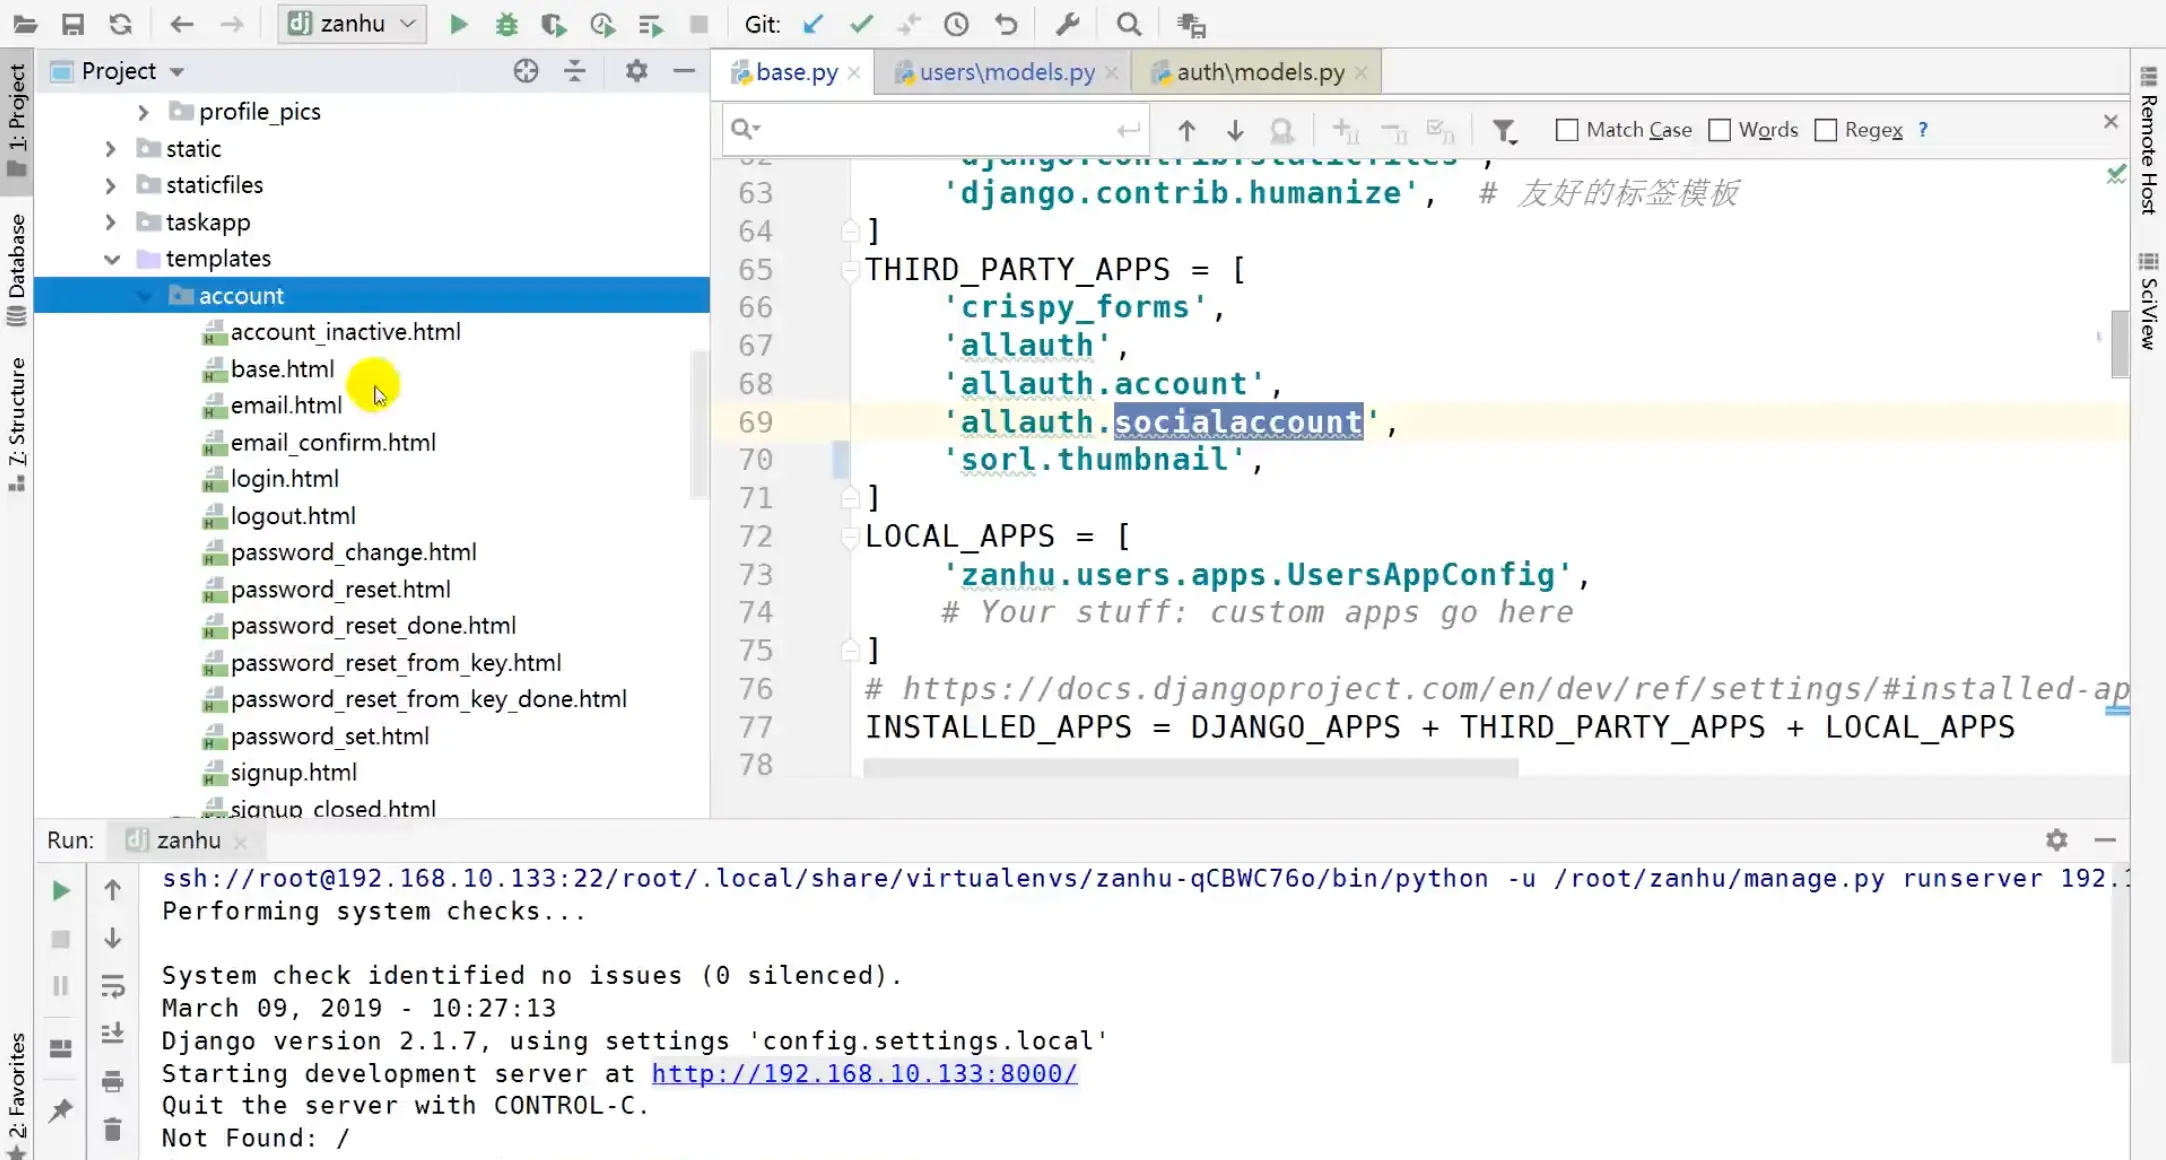 zanhu
Git:
1: Project
Database
7: Structure
2: Favorites
Project
profile_pics
static
staticfiles
taskapp
templates
account
account_inactive.html
base.html
email.html
email_confirm.html
login.html
logout.html
password_change.html
password_reset.html
password_reset_done.html
password_reset_from_key.html
password_reset_from_key_done.html
password_set.html
signup.html
signup_closed.html
base.py
users\models.py
auth\models.py
Match Case
Words
Regex
?
62 'django.contrib.staticfiles',
63 'django.contrib.humanize', # 友好的标签模板
64 ]
65 THIRD_PARTY_APPS = [
66 'crispy_forms',
67 'allauth',
68 'allauth.account',
69 'allauth.socialaccount',
70 'sorl.thumbnail',
71 ]
72 LOCAL_APPS = [
73 'zanhu.users.apps.UsersAppConfig',
74 # Your stuff: custom apps go here
75 ]
76 # https://docs.djangoproject.com/en/dev/ref/settings/#installed-ap
77 INSTALLED_APPS = DJANGO_APPS + THIRD_PARTY_APPS + LOCAL_APPS
78
Remote Host
SciView
Run:
zanhu
ssh://root@192.168.10.133:22/root/.local/share/virtualenvs/zanhu-qCBWC76o/bin/python -u /root/zanhu/manage.py runserver 192.1
Performing system checks...
System check identified no issues (0 silenced).
March 09, 2019 - 10:27:13
Django version 2.1.7, using settings 'config.settings.local'
Starting development server at http://192.168.10.133:8000/
Quit the server with CONTROL-C.
Not Found: /